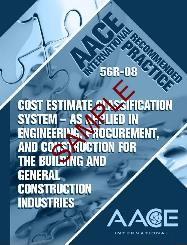 AACE
INTERNATIONAL
RECOMMENDED
PRACTICE
56R-08
COST ESTIMATE CLASSIFICATION
SYSTEM – AS APPLIED IN
ENGINEERING, PROCUREMENT,
AND CONSTRUCTION FOR
THE BUILDING AND
GENERAL
CONSTRUCTION
INDUSTRIES
SAMPLE
AACE
INTERNATIONAL